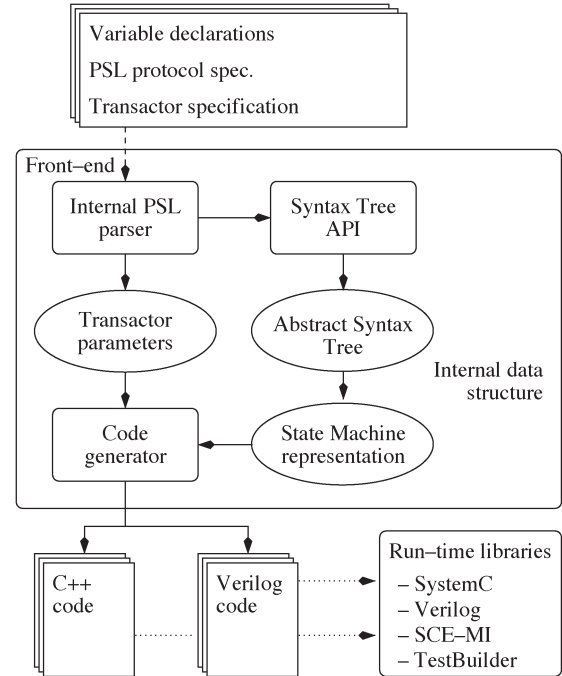 Variable declarations
PSL protocol spec.
Transactor specification
Front–end
Internal PSL
parser
Syntax Tree
API
Transactor
parameters
Abstract Syntax
Tree
Internal data
structure
Code
generator
State Machine
representation
C++
code
Verilog
code
Run–time libraries
– SystemC
– Verilog
– SCE–MI
– TestBuilder